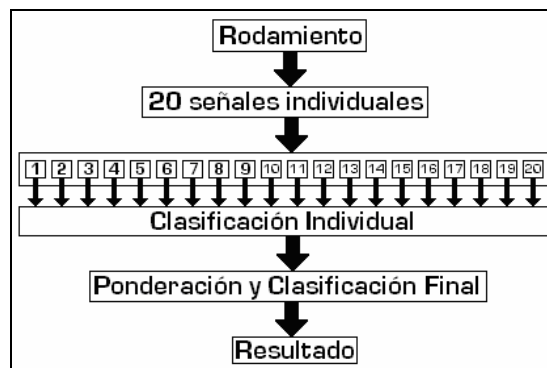 Rodamiento
20 señales individuales
1 2 3 4 5 6 7 8 9 10 11 12 13 14 15 16 17 18 19 20
Clasificación Individual
Ponderación y Clasificación Final
Resultado